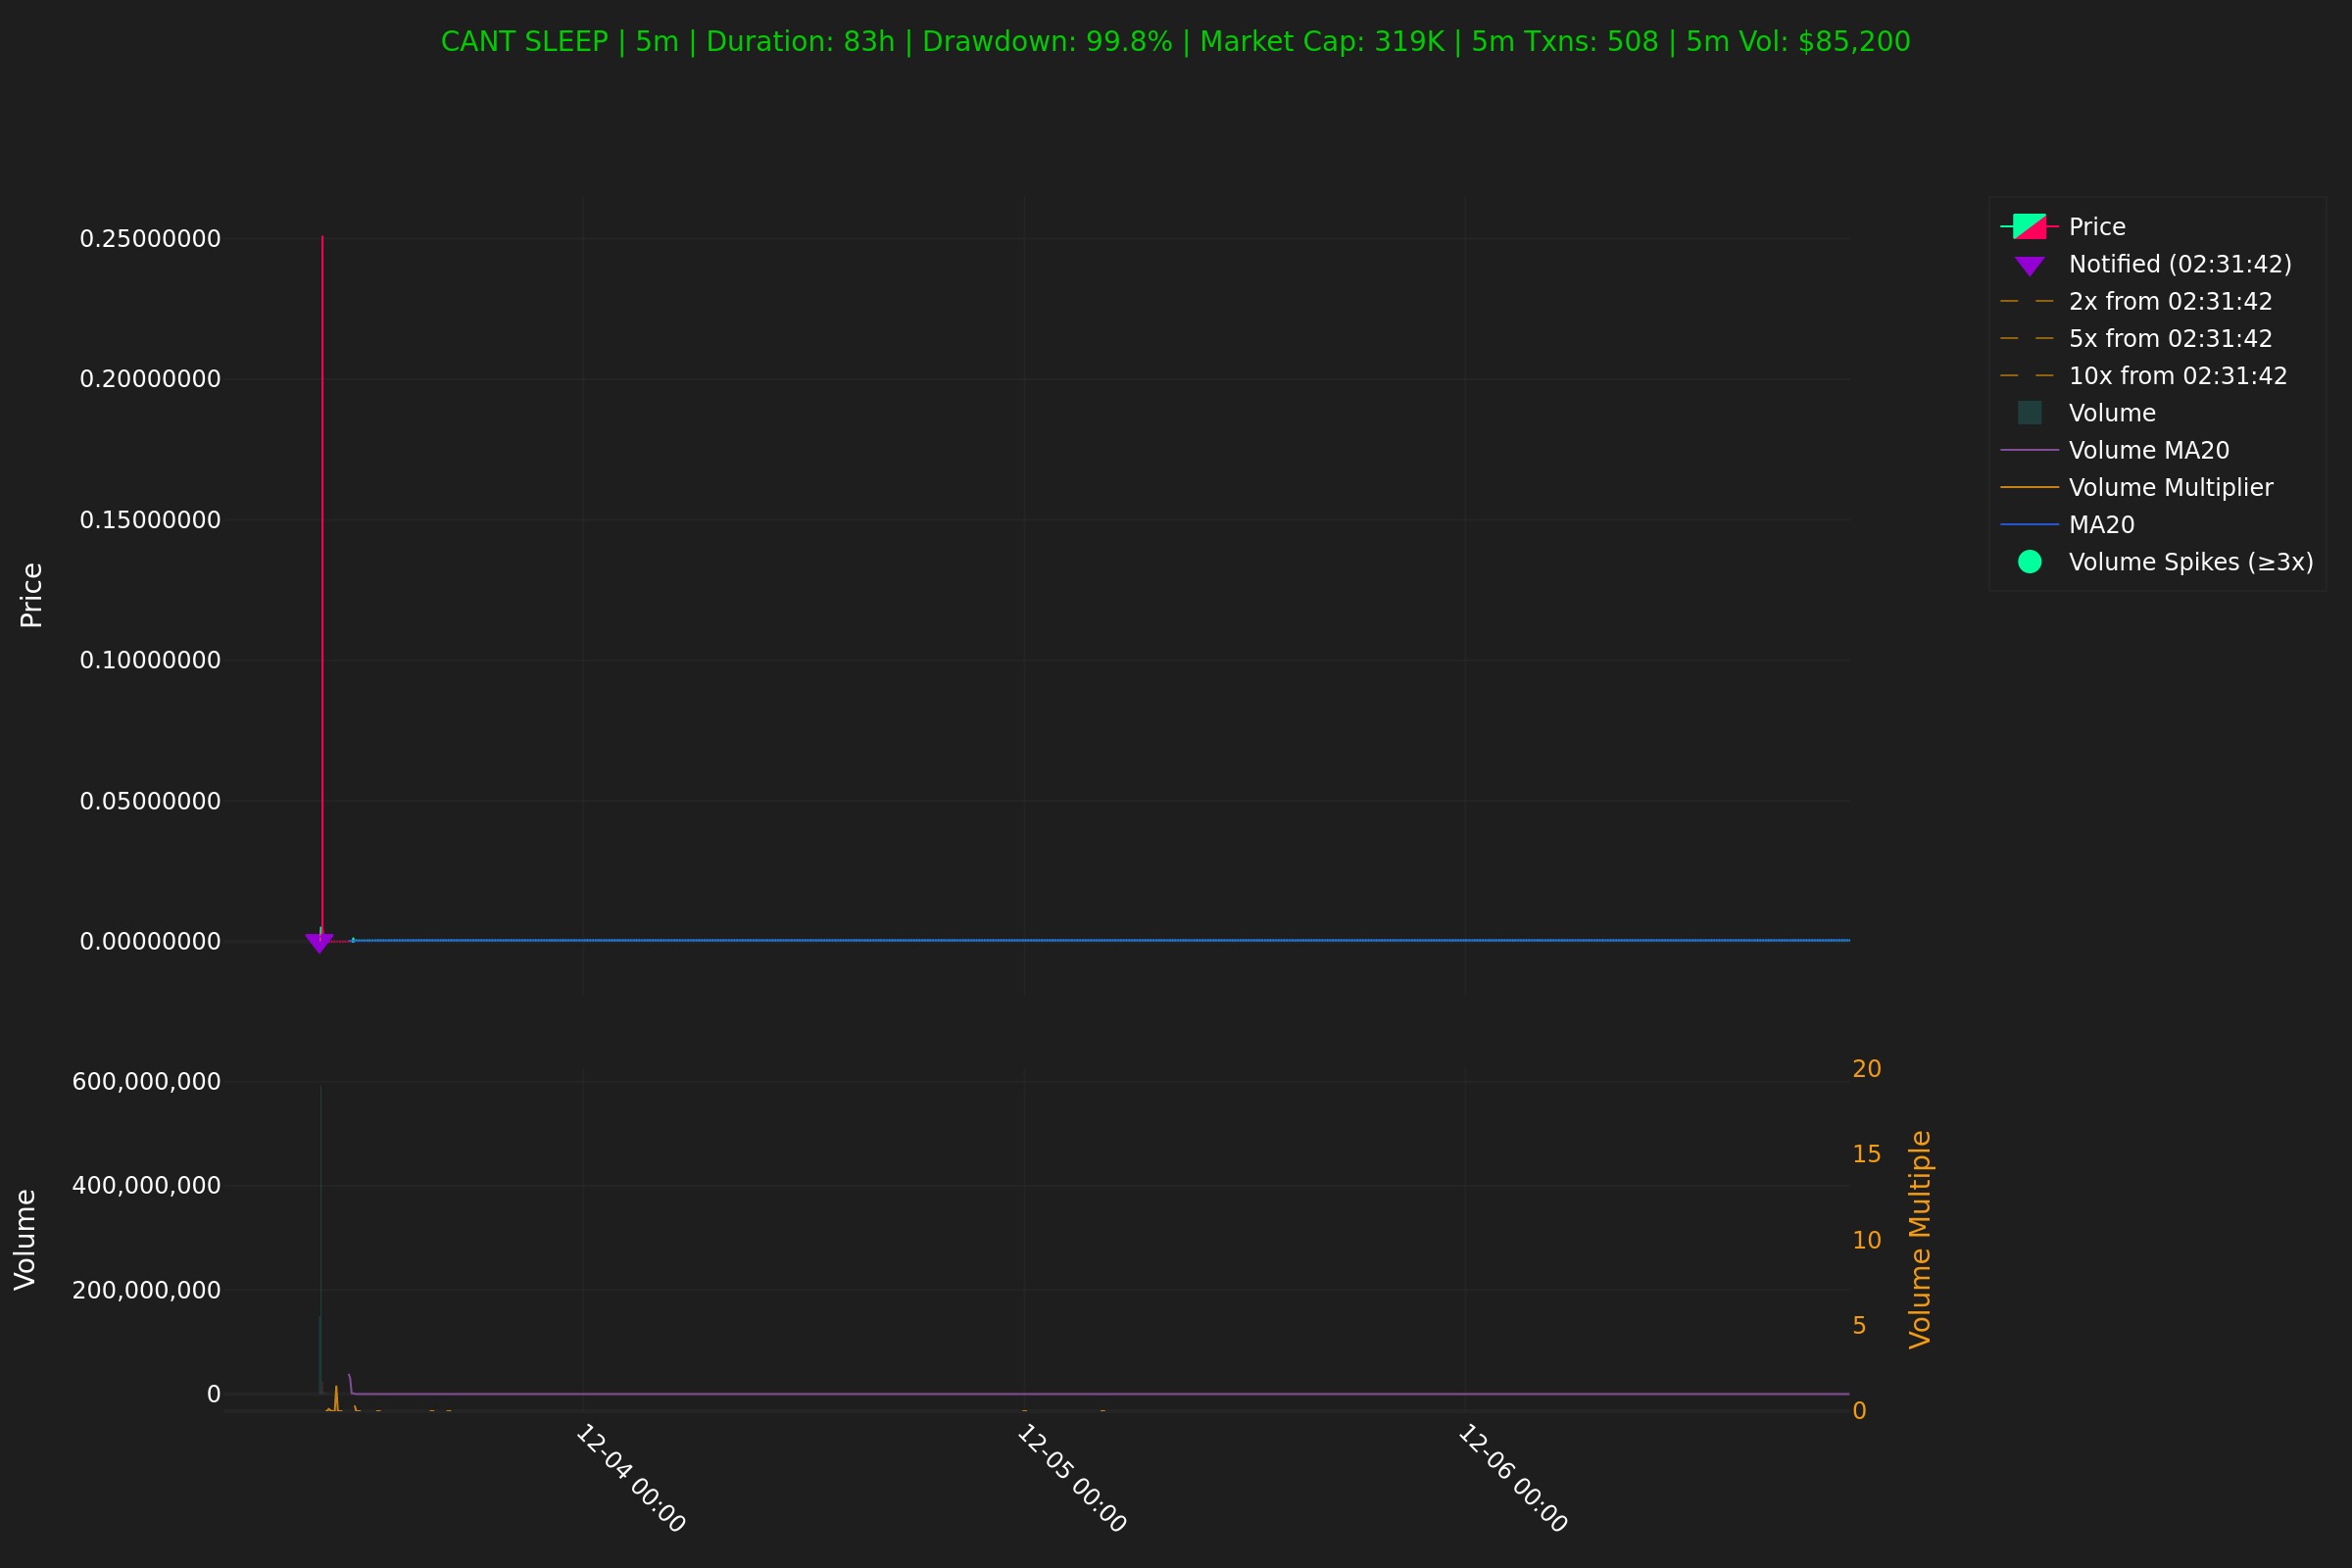 CANT SLEEP | 5m | Duration: 83h | Drawdown: 99.8% | Market Cap: 319K | 5m Txns: 508 | 5m Vol: $85,200
Price
0.25000000
0.20000000
0.15000000
0.10000000
0.05000000
0.00000000
Price
Notified (02:31:42)
2x from 02:31:42
5x from 02:31:42
10x from 02:31:42
Volume
Volume MA20
Volume Multiplier
MA20
Volume Spikes (≥3x)
Volume
600,000,000
400,000,000
200,000,000
0
20
15
10
5
0
Volume Multiple
12-04 00:00
12-05 00:00
12-06 00:00